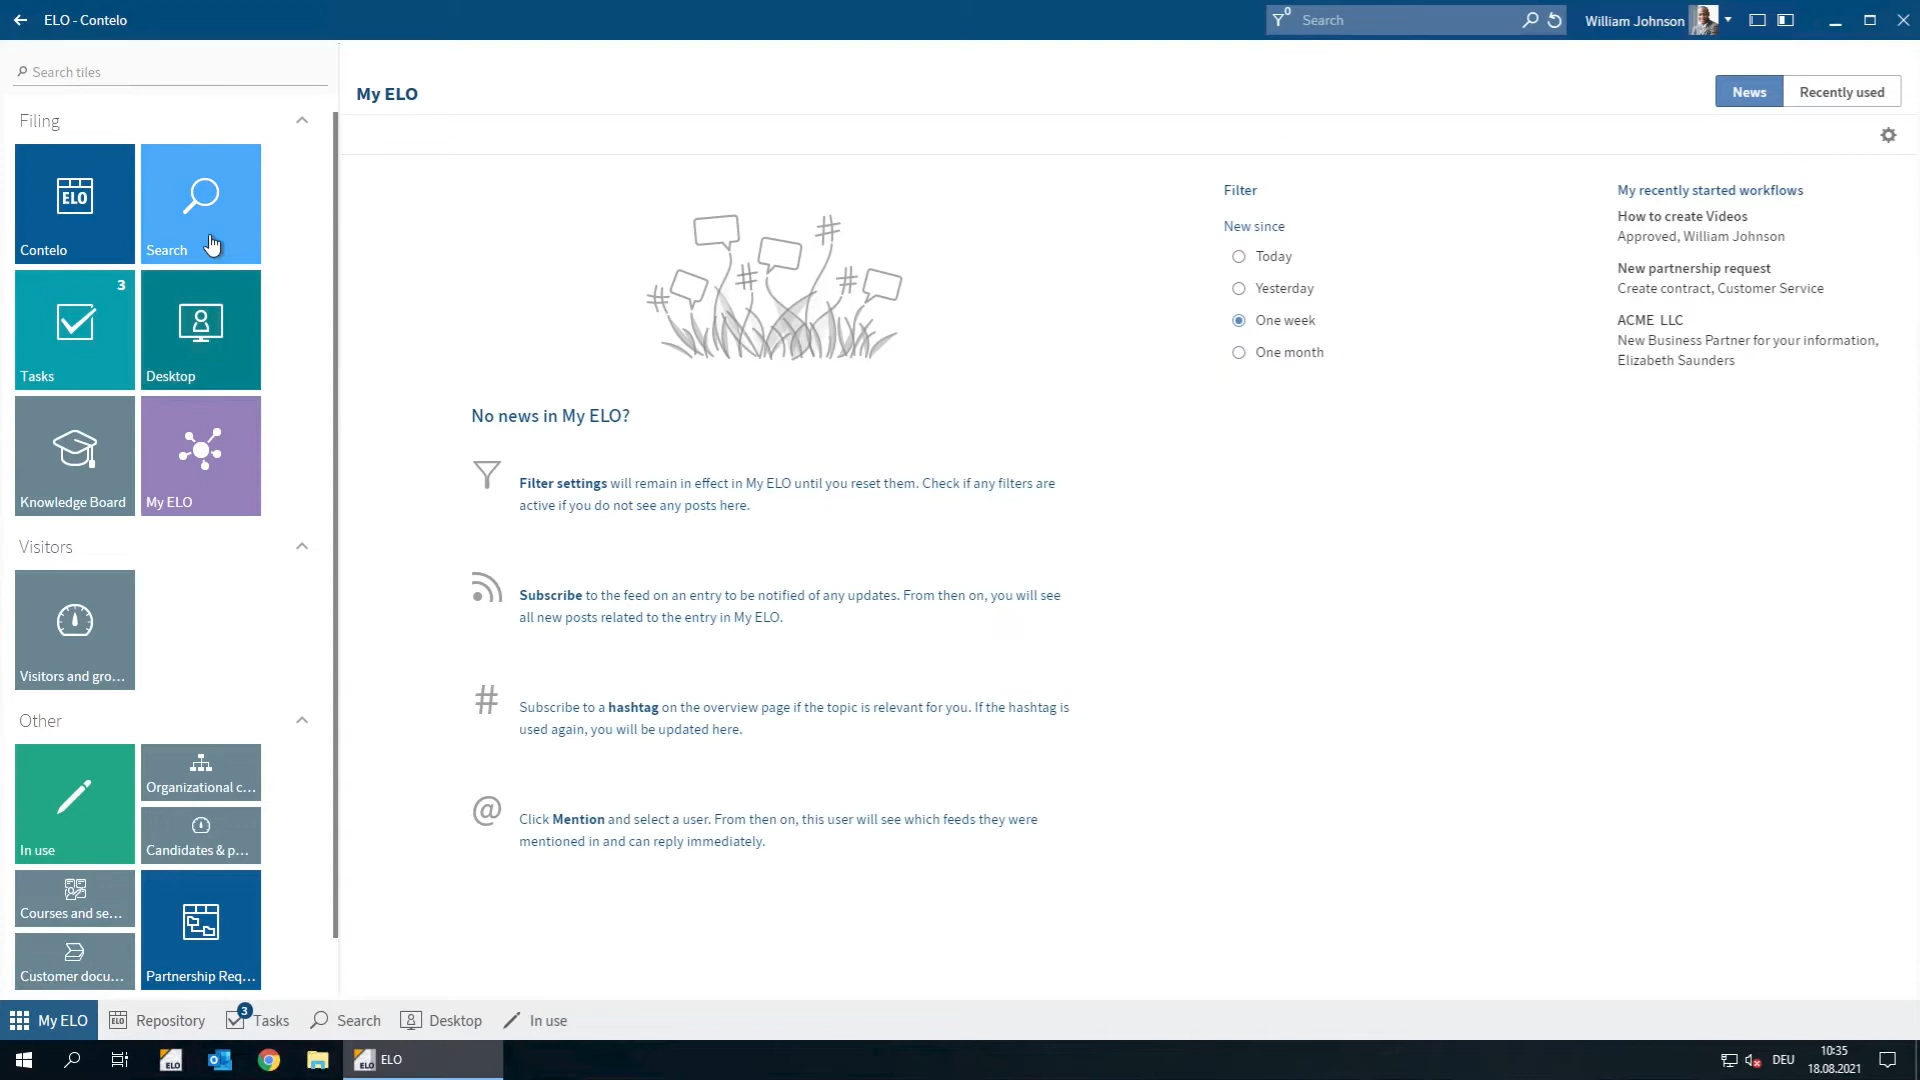 ELO - Contelo
0
Search
William Johnson
Search tiles
My ELO
News
Recently used
Filing
ELO
Contelo
Search
3
Tasks
Desktop
Knowledge Board
My ELO
Visitors
Visitors and gro...
Other
In use
Organizational c...
Candidates & p...
Courses and se...
Customer docu...
Partnership Req...
#
#
#
#
No news in My ELO?
Filter settings will remain in effect in My ELO until you reset them. Check if any filters are
active if you do not see any posts here.
Subscribe to the feed on an entry to be notified of any updates. From then on, you will see
all new posts related to the entry in My ELO.
#
Subscribe to a hashtag on the overview page if the topic is relevant for you. If the hashtag is
used again, you will be updated here.
@
Click Mention and select a user. From then on, this user will see which feeds they were
mentioned in and can reply immediately.
Filter
New since
Today
Yesterday
One week
One month
My recently started workflows
How to create Videos
Approved, William Johnson
New partnership request
Create contract, Customer Service
ACME LLC
New Business Partner for your information,
Elizabeth Saunders
My ELO
ELO
Repository
3
Tasks
Search
Desktop
In use
ELO
ELO
ELO
DEU
10:35
18.08.2021